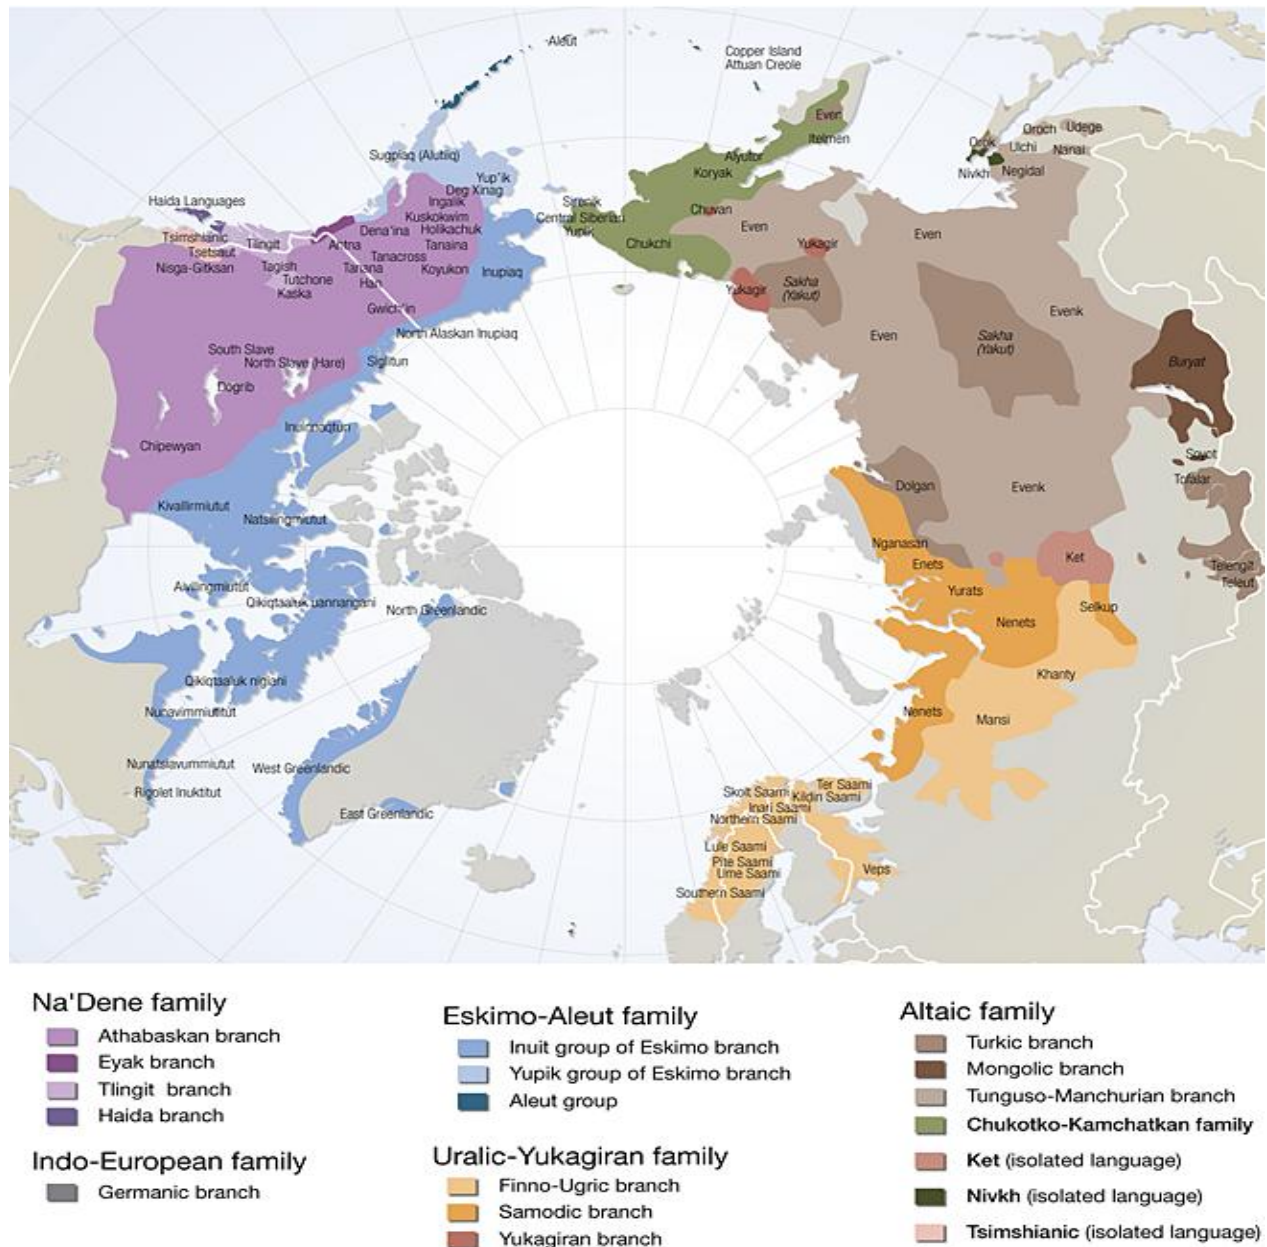 Aleut
Copper Island
Attuan Creole
Even
Itelmen
Alyutor
Koryak
Orok
Oroch
Udege
Ulchi
Nanai
Nivkh
Negidal
Sugpiaq (Alutiiq)
Yup'ik
Deg Xinag
Ingalik
Haida Languages
Kuskokwim
Holikachuk
Dena'ina
Sirenik
Central Siberian
Yupik
Chuvan
Even
Even
Tsimshianic
Tsetsaut
Tlingit
Ahtna
Tanaina
Tanacross
Koyukon
Inupiaq
Chukchi
Yukagir
Nisga-Gitksan
Tagish
Tutchone
Kaska
Tanana
Han
Gwich'in
Yukagir
Sakha
(Yakut)
Evenk
North Alaskan Inupiaq
Even
Sakha
(Yakut)
Buryat
South Slave
North Slave (Hare)
Siglitun
Dogrib
Inuinnaqtun
Chipewyan
Soyot
Tofalar
Kivallirmiutut
Natsilingmiutut
Dolgan
Evenk
Nganasan
Enets
Ket
Telengit
Teleut
Aivilingmiutut
Qikiqtaaluk uannangani
North Greenlandic
Yurats
Nenets
Selkup
Qikiqtaaluk nigiani
Khanty
Nunavimmiutitut
Nenets
Mansi
Nunatsiavummiutut
West Greenlandic
Rigolet Inuktitut
East Greenlandic
Skolt Saami
Ter Saami
Kildin Saami
Inari Saami
Northern Saami
Lule Saami
Pite Saami
Ume Saami
Southern Saami
Veps
Na'Dene family
Athabaskan branch
Eyak branch
Tlingit branch
Haida branch
Indo-European family
Germanic branch
Eskimo-Aleut family
Inuit group of Eskimo branch
Yupik group of Eskimo branch
Aleut group
Uralic-Yukagiran family
Finno-Ugric branch
Samodic branch
Yukagiran branch
Altaic family
Turkic branch
Mongolic branch
Tunguso-Manchurian branch
Chukotko-Kamchatkan family
Ket (isolated language)
Nivkh (isolated language)
Tsimshianic (isolated language)